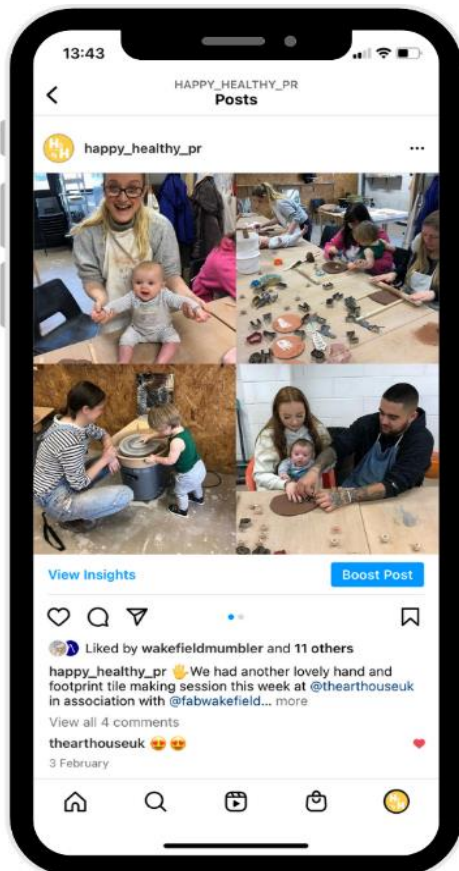 13:43
HAPPY_HEALTHY_PR
Posts
happy_healthy_pr
View Insights
Boost Post
Liked by wakefieldmumbler and 11 others
happy_healthy_pr 🖐️We had another lovely hand and
footprint tile making session this week at @thearthouseuk
in association with @fabwakefield... more
View all 4 comments
thearthouseuk 😍 😍
3 February